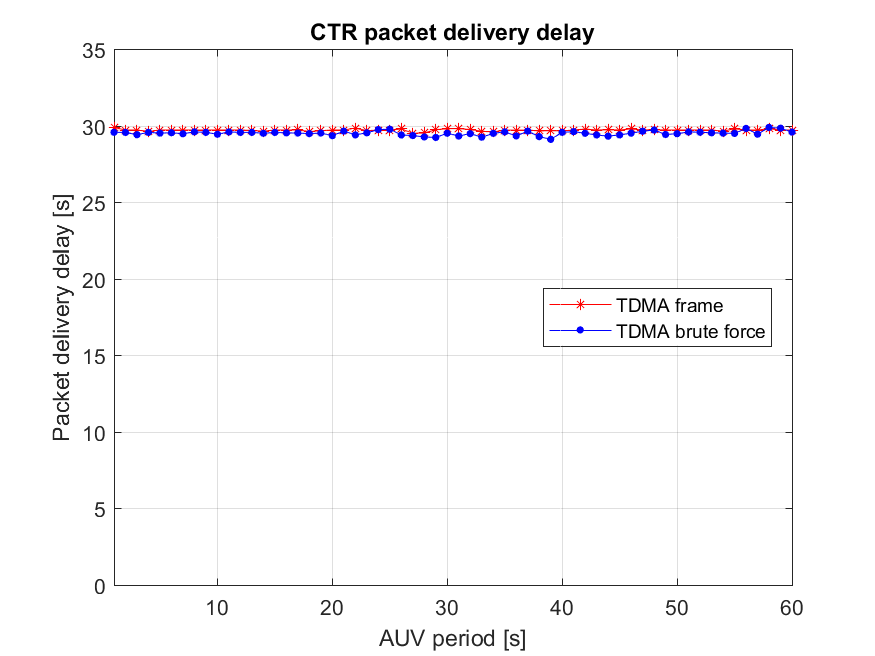 CTR packet delivery delay
35
30
25
20
15
10
5
0
Packet delivery delay [s]
TDMA frame
TDMA brute force
10 20 30 40 50 60
AUV period [s]